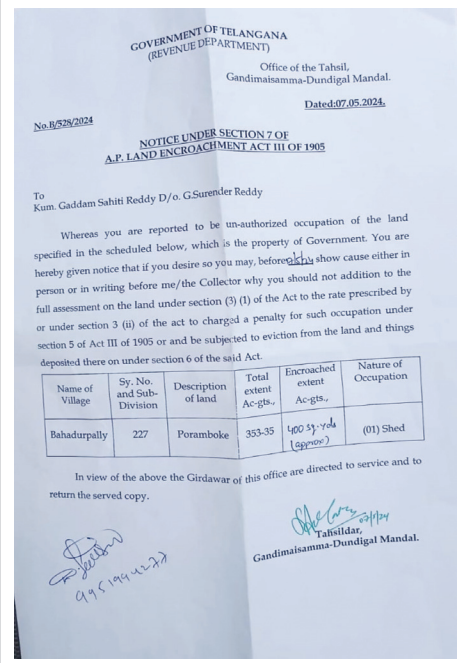 GOVERNMENT OF TELANGANA
(REVENUE DEPARTMENT)
Office of the Tahsil,
Gandimaisamma-Dundigal Mandal.
Dated:07.05.2024.
No.B/528/2024
NOTICE UNDER SECTION 7 OF
A.P. LAND ENCROACHMENT ACT III OF 1905
To
Kum. Gaddam Sahiti Reddy D/o. G.Surender Reddy
Whereas you are reported to be un-authorized occupation of the land
specified in the scheduled below, which is the property of Government. You are
hereby given notice that if you desire so you may, before show cause either in
person or in writing before me/the Collector why you should not addition to the
full assessment on the land under section (3) (1) of the Act to the rate prescribed by
or under section 3 (ii) of the act to charged a penalty for such occupation under
section 5 of Act III of 1905 or and be subjected to eviction from the land and things
deposited there on under section 6 of the said Act.
Name of Village Sy. No. and Sub-Division Description of land Total extent Ac-gts., Encroached extent Ac-gts., Nature of Occupation
Bahadurpally 227 Poramboke 353-35 400 sq.yds (approx) (01) Shed
In view of the above the Girdawar of this office are directed to service and to
return the served copy.
Tahsildar,
Gandimaisamma-Dundigal Mandal.
9951994277